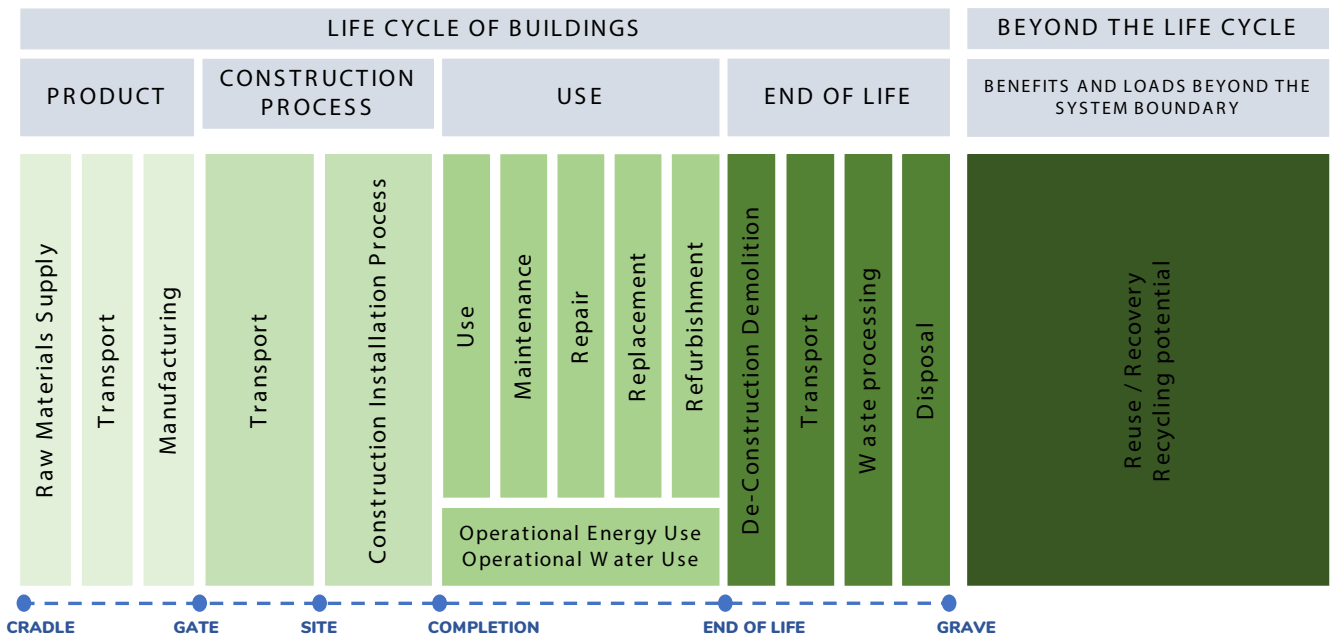 LIFE CYCLE OF BUILDINGS
BEYOND THE LIFE CYCLE
PRODUCT
CONSTRUCTION
PROCESS
USE
END OF LIFE
BENEFITS AND LOADS BEYOND THE
SYSTEM BOUNDARY
Raw Materials Supply
Transport
Manufacturing
Transport
Construction Installation Process
Use
Maintenance
Repair
Replacement
Refurbishment
Operational Energy Use
Operational Water Use
De-Construction Demolition
Transport
Waste processing
Disposal
Reuse / Recovery
Recycling potential
CRADLE
GATE
SITE
COMPLETION
END OF LIFE
GRAVE